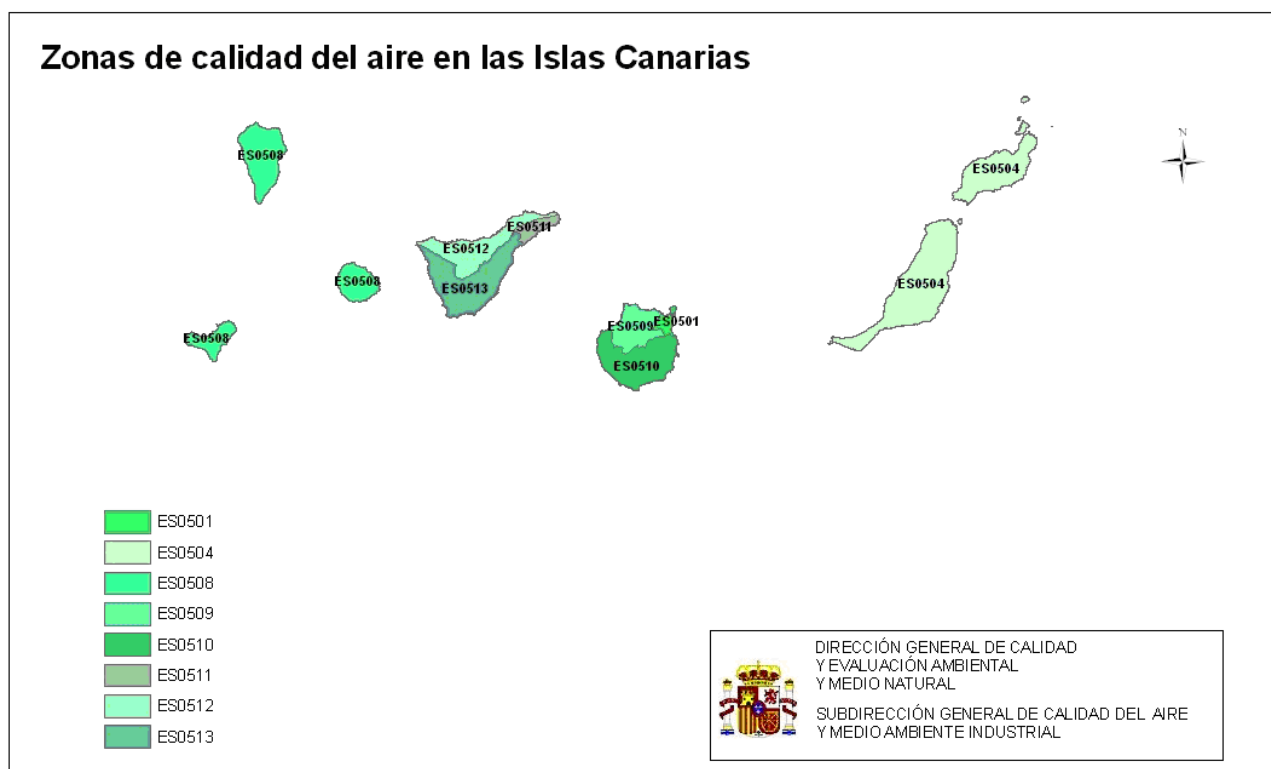 Zonas de calidad del aire en las Islas Canarias
N
ES0508
ES0504
ES0511
ES0512
ES0508
ES0513
ES0504
ES0509
ES0501
ES0508
ES0510
ES0501
ES0504
ES0508
ES0509
ES0510
ES0511
ES0512
ES0513
DIRECCIÓN GENERAL DE CALIDAD
Y EVALUACIÓN AMBIENTAL
Y MEDIO NATURAL
SUBDIRECCIÓN GENERAL DE CALIDAD DEL AIRE
Y MEDIO AMBIENTE INDUSTRIAL